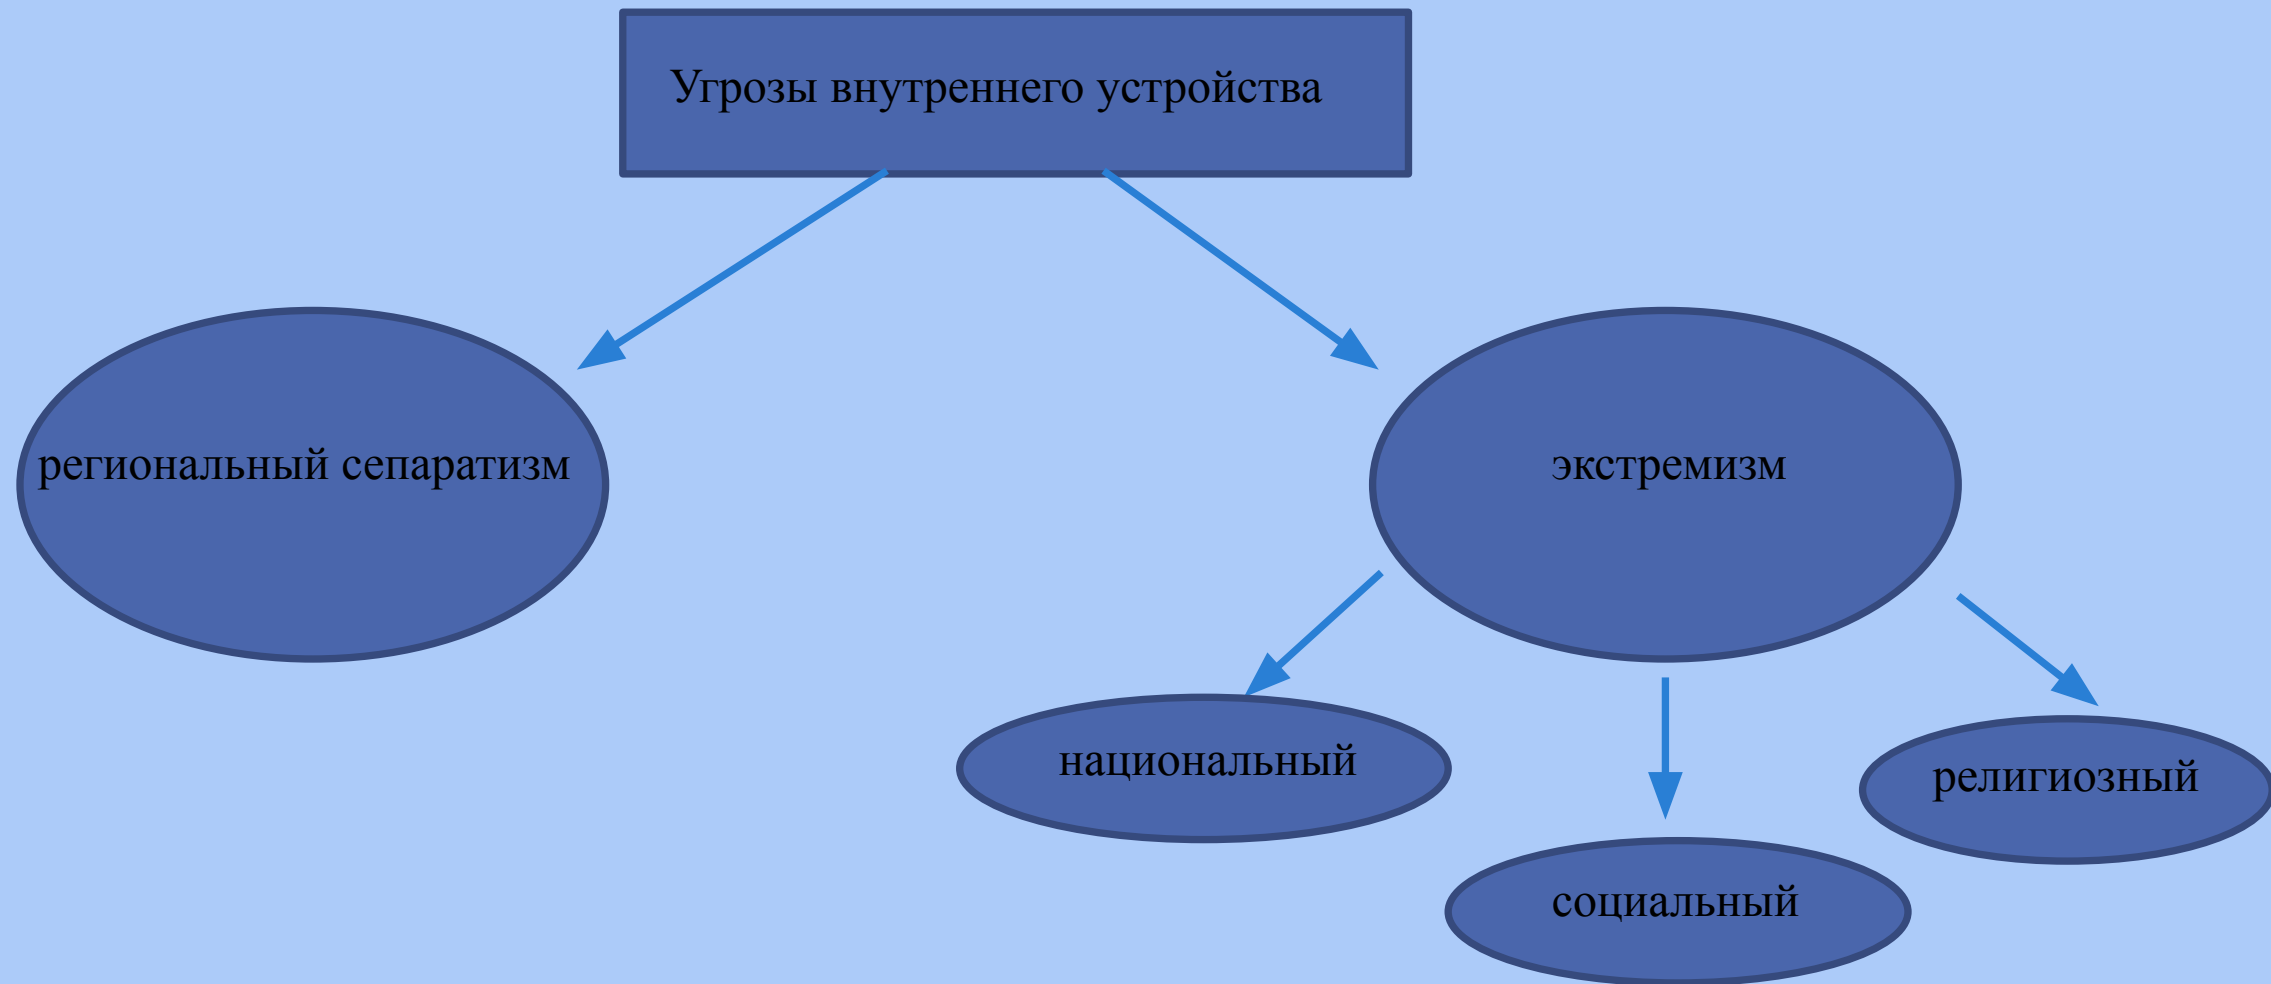 Угрозы внутреннего устройства
региональный сепаратизм
экстремизм
национальный
религиозный
социальный